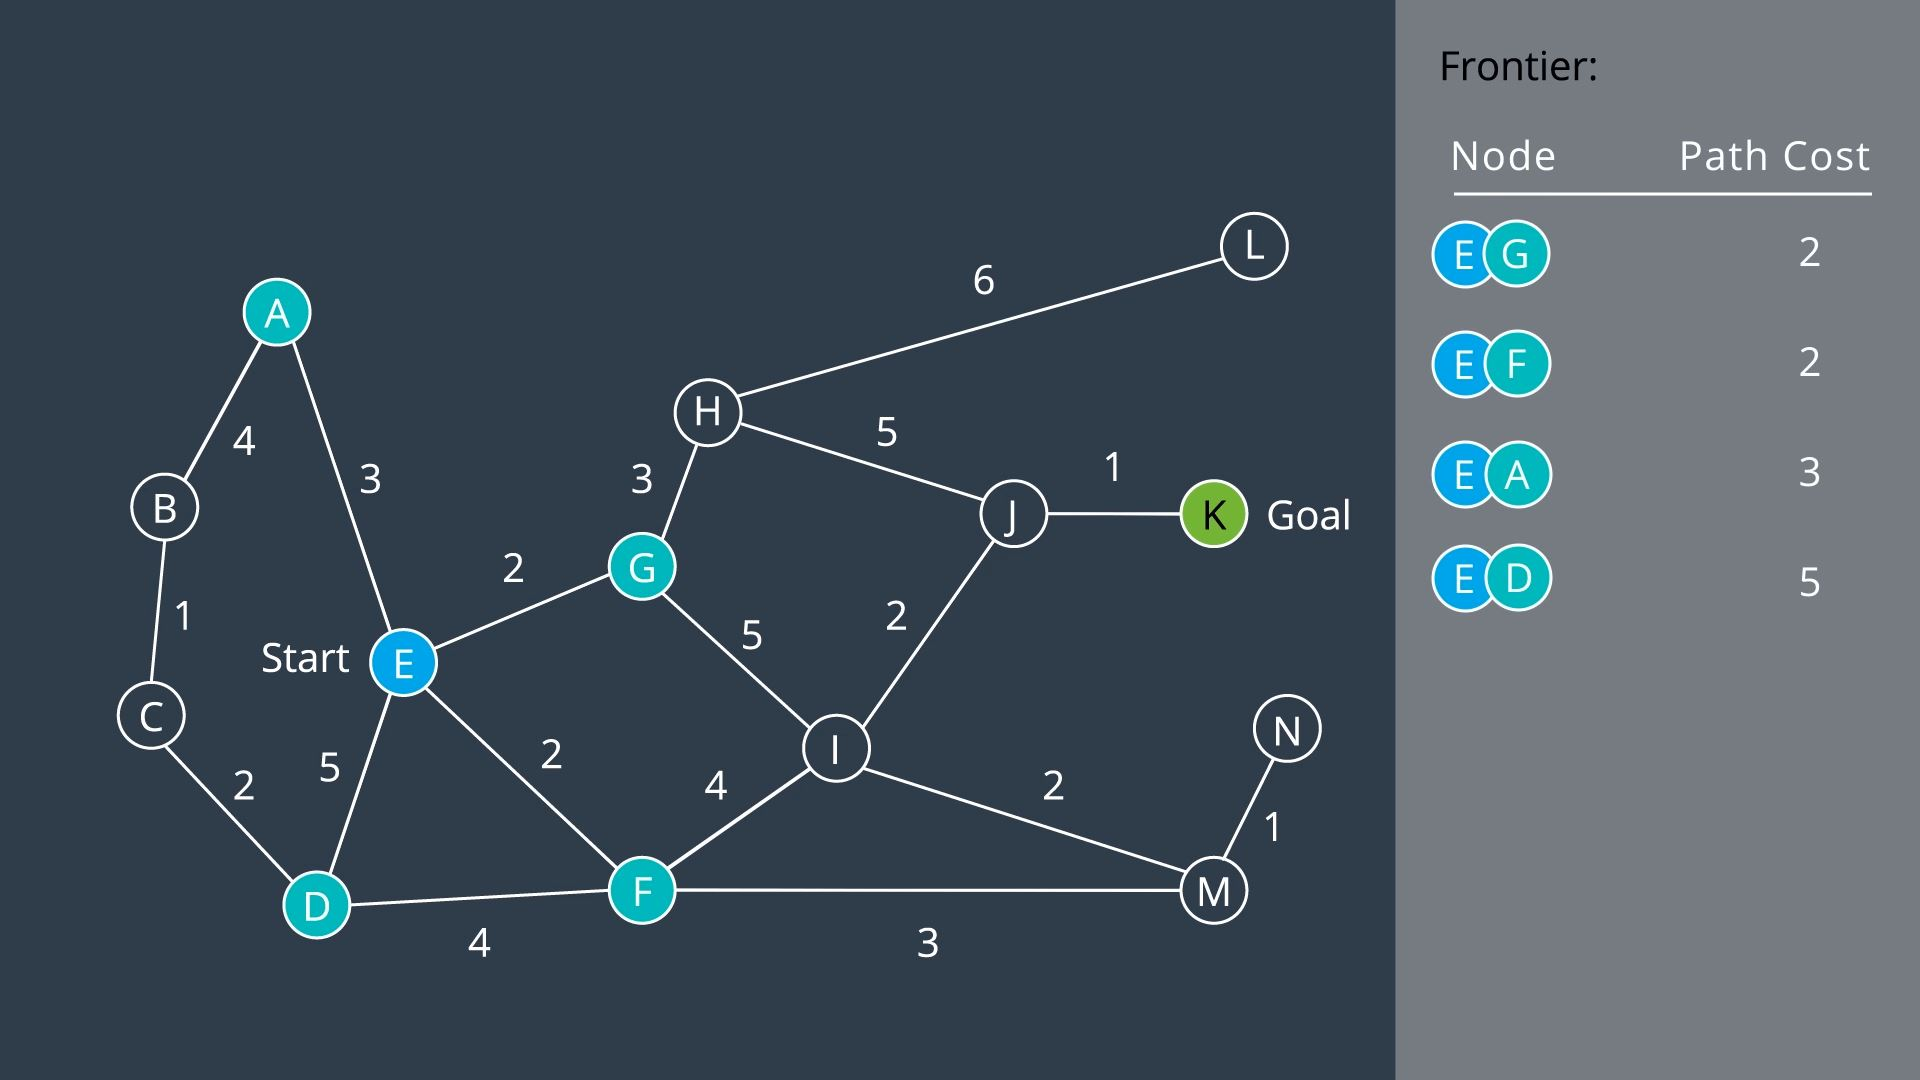 Frontier:
Node Path Cost
E G 2
E F 2
E A 3
E D 5
L
6
A
H
5
4
3
3
1
B
J
K Goal
2
G
1
5
2
Start E
C
N
I
5
2
2
4
2
1
D
F
M
4
3